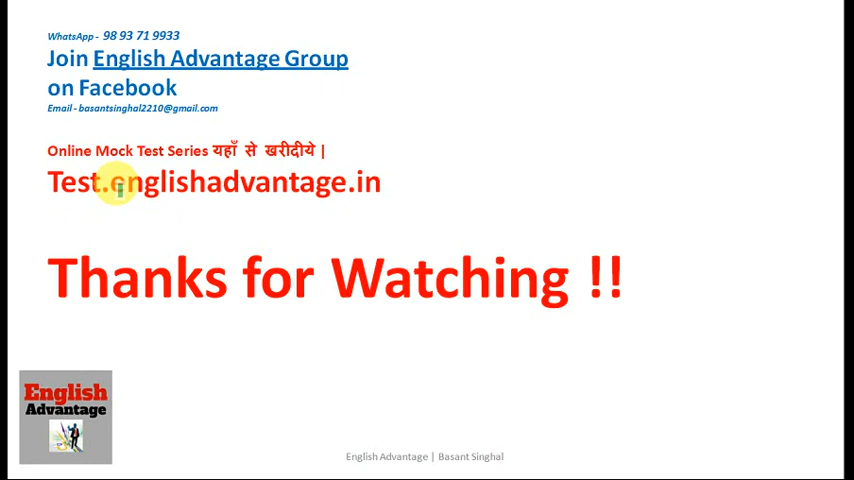 WhatsApp - 98 93 71 9933
Join English Advantage Group
on Facebook
Email - basantsinghal2210@gmail.com
Online Mock Test Series यहाँ से खरीदीये |
Test.englishadvantage.in
Thanks for Watching !!
English
Advantage
English Advantage | Basant Singhal